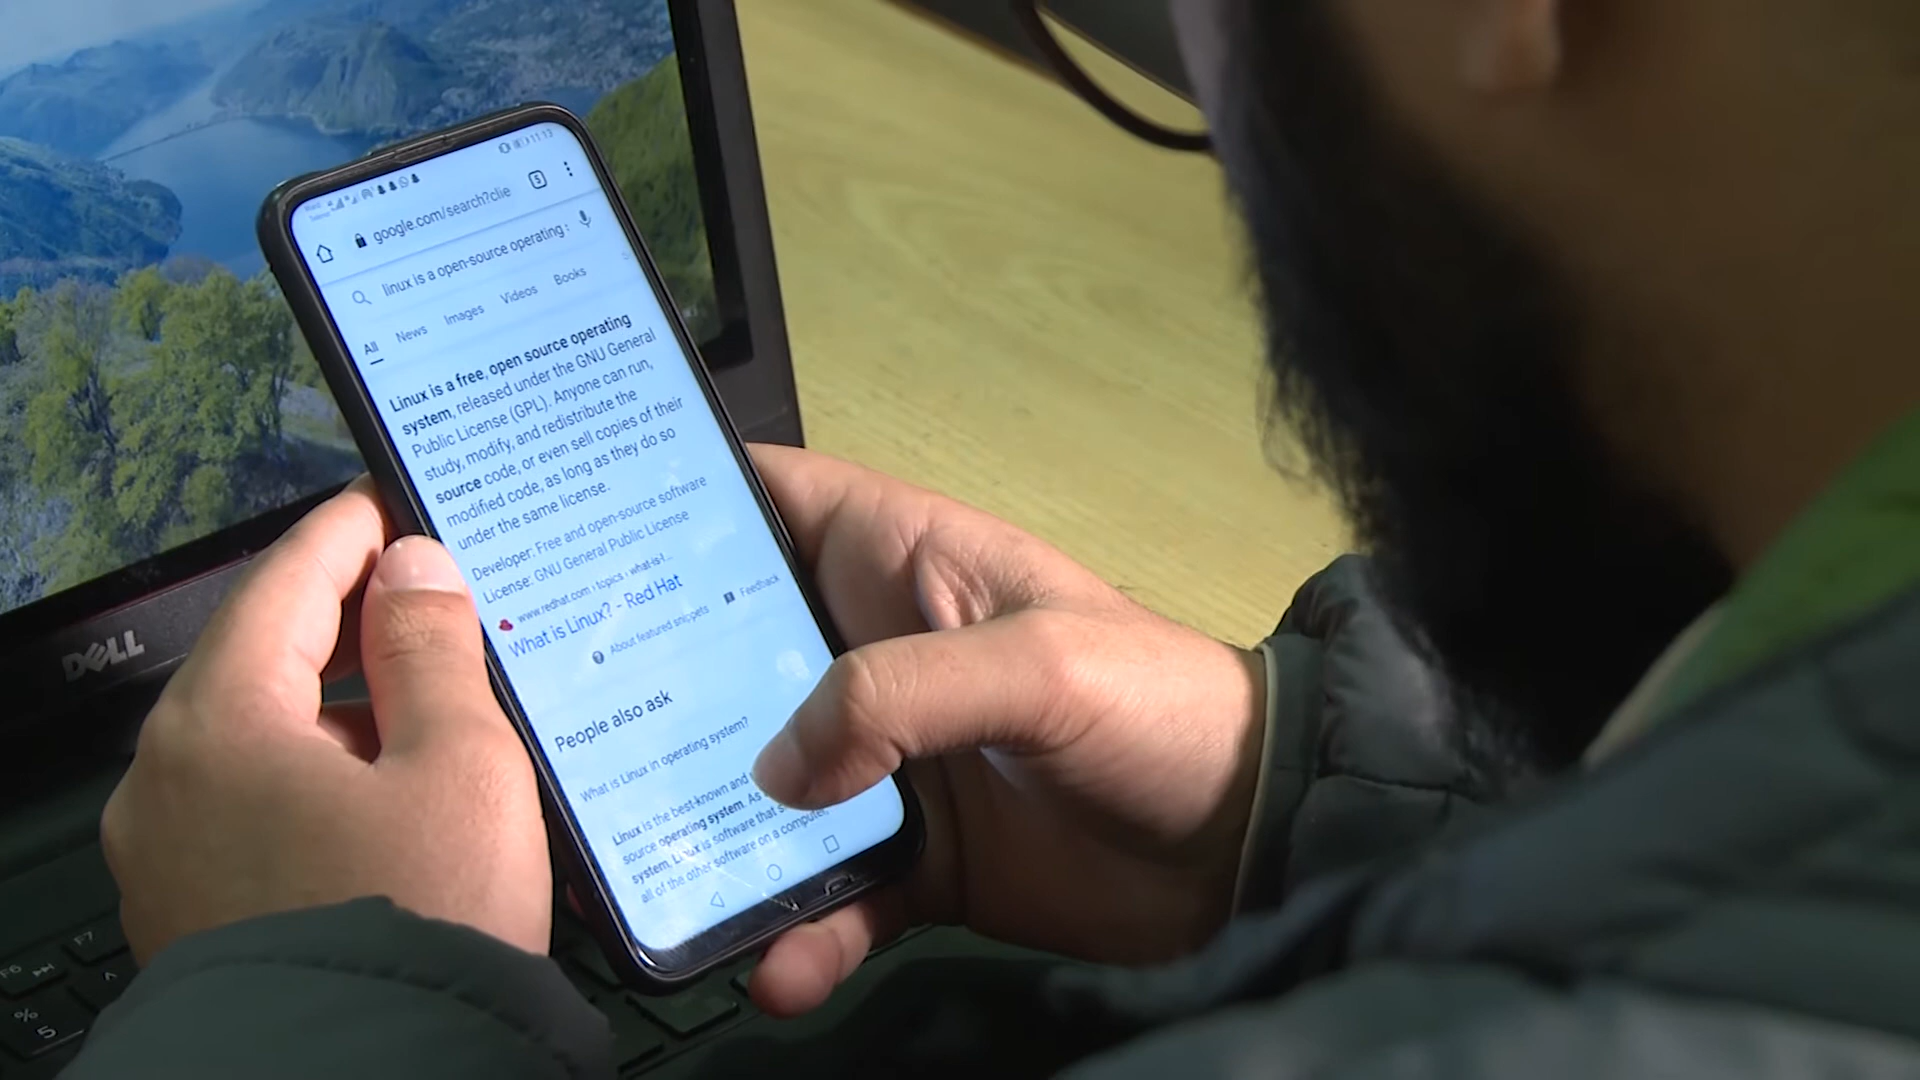 11:13
google.com/search?clie
5
linux is a open-source operating
All
News
Images
Videos
Books
Linux is a free, open source operating
system, released under the GNU General
Public License (GPL). Anyone can run,
study, modify, and redistribute the
source code, or even sell copies of their
modified code, as long as they do so
under the same license.
Developer: Free and open-source software
License: GNU General Public License
www.redhat.com › topics › what-is-l...
What is Linux? - Red Hat
About featured snippets
Feedback
People also ask
What is Linux in operating system?
Linux is the best-known and
source operating system. As
system, Linux is software that
all of the other software on a computer,
DELL
F7
F6
%
5
^